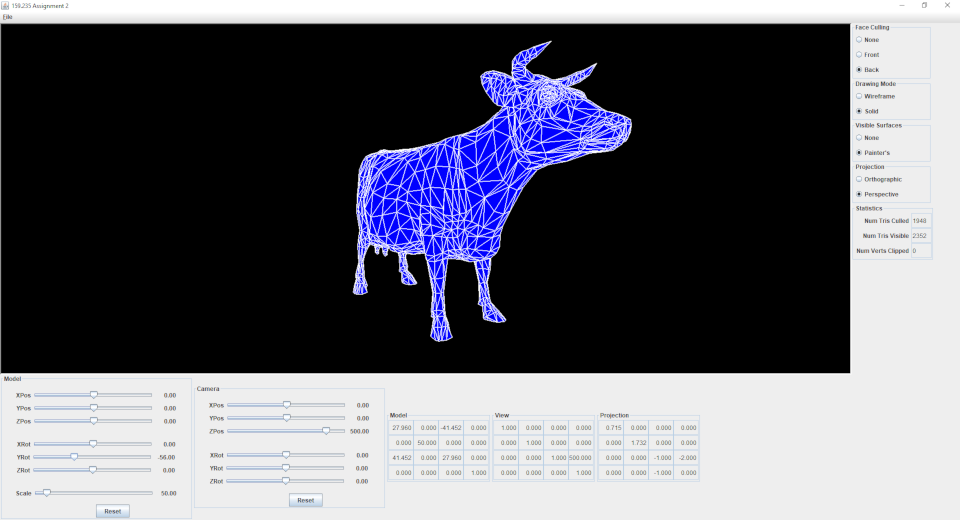 159.235 Assignment 2
File
Face Culling
None
Front
Back
Drawing Mode
Wireframe
Solid
Visible Surfaces
None
Painter's
Projection
Orthographic
Perspective
Statistics
Num Tris Culled 1948
Num Tris Visible 2352
Num Verts Clipped 0
Model
XPos 0.00
YPos 0.00
ZPos 0.00
XRot 0.00
YRot -56.00
ZRot 0.00
Scale 50.00
Reset
Camera
XPos 0.00
YPos 0.00
ZPos 500.00
XRot 0.00
YRot 0.00
ZRot 0.00
Reset
Model
27.960 0.000 -41.452 0.000
0.000 50.000 0.000 0.000
41.452 0.000 27.960 0.000
0.000 0.000 0.000 1.000
View
1.000 0.000 0.000 0.000
0.000 1.000 0.000 0.000
0.000 0.000 1.000 500.000
0.000 0.000 0.000 1.000
Projection
0.715 0.000 0.000 0.000
0.000 1.732 0.000 0.000
0.000 0.000 -1.000 -2.000
0.000 0.000 -1.000 0.000